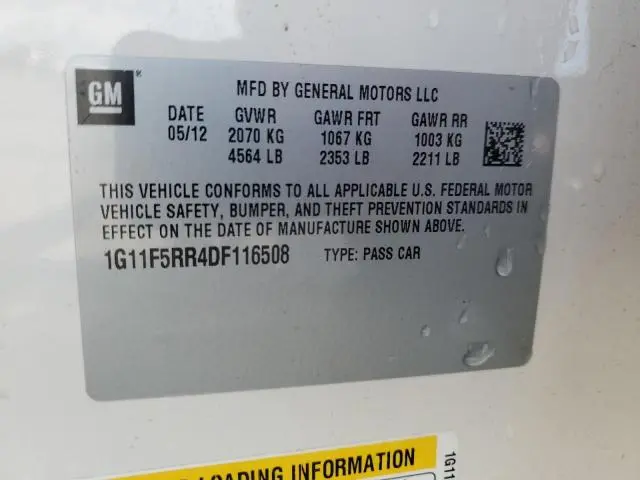 GM
MFD BY GENERAL MOTORS LLC
DATE GVWR GAWR FRT GAWR RR
05/12 2070 KG 1067 KG 1003 KG
4564 LB 2353 LB 2211 LB
THIS VEHICLE CONFORMS TO ALL APPLICABLE U.S. FEDERAL MOTOR
VEHICLE SAFETY, BUMPER, AND THEFT PREVENTION STANDARDS IN
EFFECT ON THE DATE OF MANUFACTURE SHOWN ABOVE.
1G11F5RR4DF116508 TYPE: PASS CAR
LOADING INFORMATION
1G11